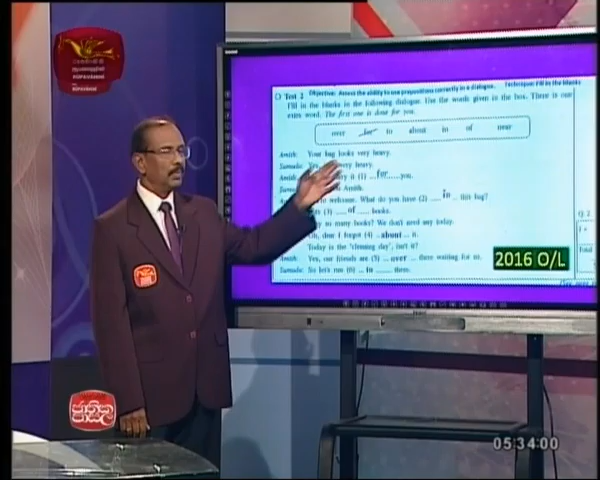 Test 2 Objective: Assess the ability to use prepositions correctly in a dialogue. Technique: Fill in the blanks
Fill in the blanks in the following dialogue. Use the words given in the box. There is one
extra word. The first one is done for you.
over for to about in of near
Amith: Your bag looks very heavy.
very heavy.
it (1) ...for.....you.
Amith.
welcome. What do you have (2) .....in.... this bag?
(3) .....of..... books.
so many books? We don't need any today.
Oh, dear I forgot (4) ...about.... it.
Today is the 'cleaning day', isn't it?
Amith: Yes, our friends are (5) ...over.... there waiting for us.
So let's run (6) ...to...... them.
2016 O/L
ජාතික
පාසල
05:34:00